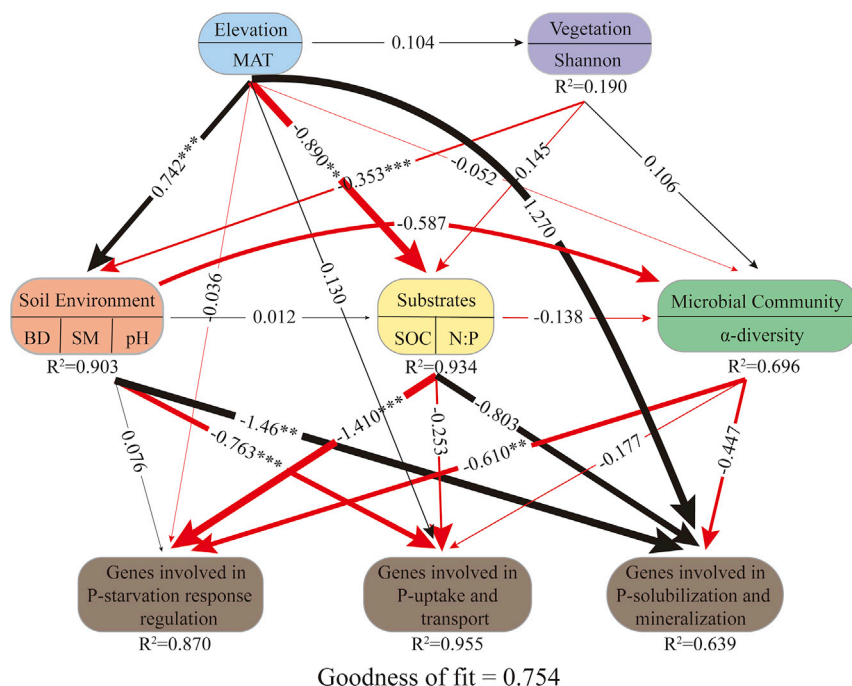 Elevation
MAT
0.104
Vegetation
Shannon
R²=0.190
0.742***
-0.890**
-0.353***
-0.145
-0.052
0.106
1.270
-0.587
-0.036
-0.130
Soil Environment
BD SM pH
R²=0.903
0.012
Substrates
SOC N:P
R²=0.934
-0.138
Microbial Community
α-diversity
R²=0.696
0.076
-0.763***
-1.46**
-1.410***
-0.253
-0.803
-0.610**
-0.177
-0.447
Genes involved in
P-starvation response
regulation
R²=0.870
Genes involved in
P-uptake and
transport
R²=0.955
Genes involved in
P-solubilization and
mineralization
R²=0.639
Goodness of fit = 0.754